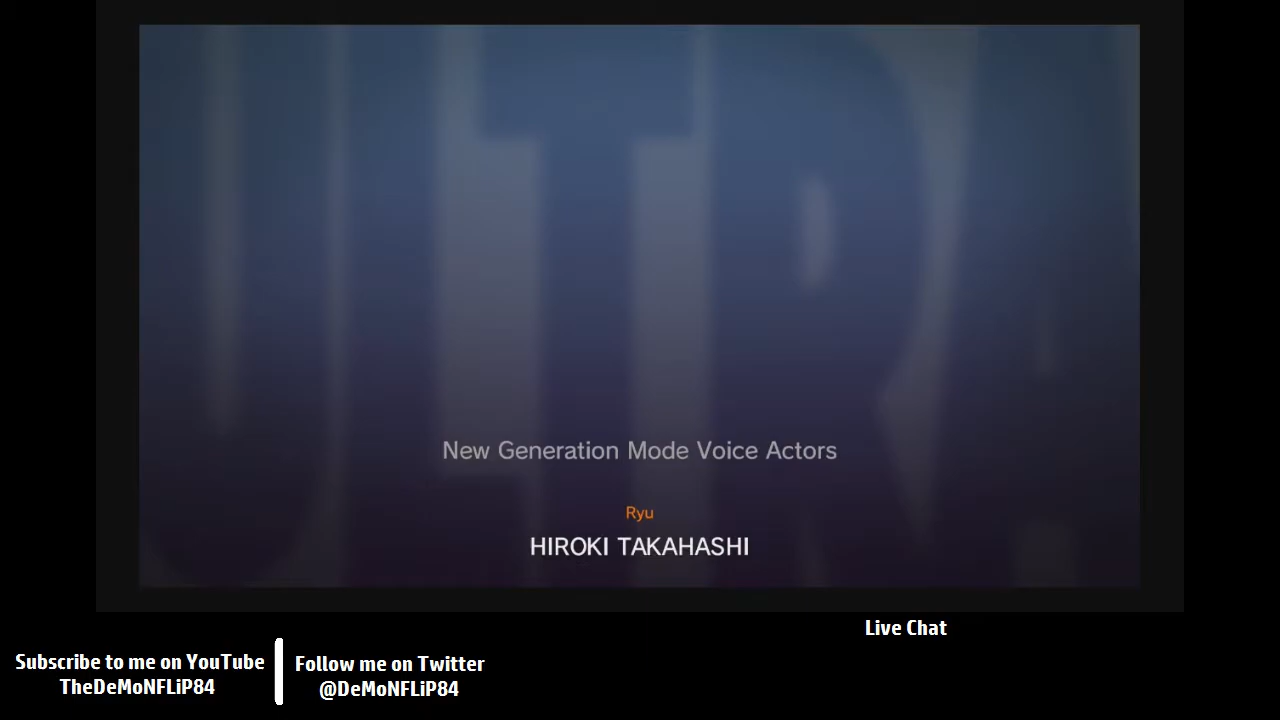 ULTRA
New Generation Mode Voice Actors
Ryu
HIROKI TAKAHASHI
Live Chat
Subscribe to me on YouTube
TheDeMoNFLiP84
Follow me on Twitter
@DeMoNFLiP84